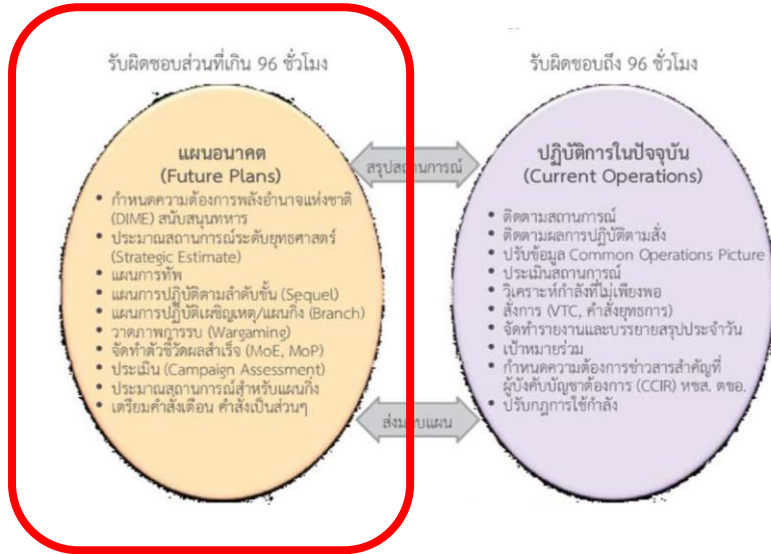 รับผิดชอบส่วนที่เกิน 96 ชั่วโมง
แผนอนาคต
(Future Plans)
• กำหนดความต้องการพลังอำนาจแห่งชาติ
(DIME) สนับสนุนทหาร
• ประมาณสถานการณ์ระดับยุทธศาสตร์
(Strategic Estimate)
• แผนการทัพ
• แผนการปฏิบัติตามลำดับขั้น (Sequel)
• แผนการปฏิบัติเผชิญเหตุ/แผนกิ่ง (Branch)
• วาดภาพการรบ (Wargaming)
• จัดทำตัวชี้วัดผลสำเร็จ (MoE, MoP)
• ประเมิน (Campaign Assessment)
• ประมาณสถานการณ์สำหรับแผนกิ่ง
• เตรียมคำสั่งเตือน คำสั่งเป็นส่วนๆ
สรุปสถานการณ์
ส่งมอบแผน
รับผิดชอบถึง 96 ชั่วโมง
ปฏิบัติการในปัจจุบัน
(Current Operations)
• ติดตามสถานการณ์
• ติดตามผลการปฏิบัติตามสั่ง
• ปรับข้อมูล Common Operations Picture
• ประเมินสถานการณ์
• วิเคราะห์กำลังที่ไม่เพียงพอ
• สั่งการ (VTC, คำสั่งยุทธการ)
• จัดทำรายงานและบรรยายสรุปประจำวัน
• เป้าหมายร่วม
• กำหนดความต้องการข่าวสารสำคัญที่
ผู้บังคับบัญชาต้องการ (CCIR) หขส. ตขอ.
• ปรับกฎการใช้กำลัง